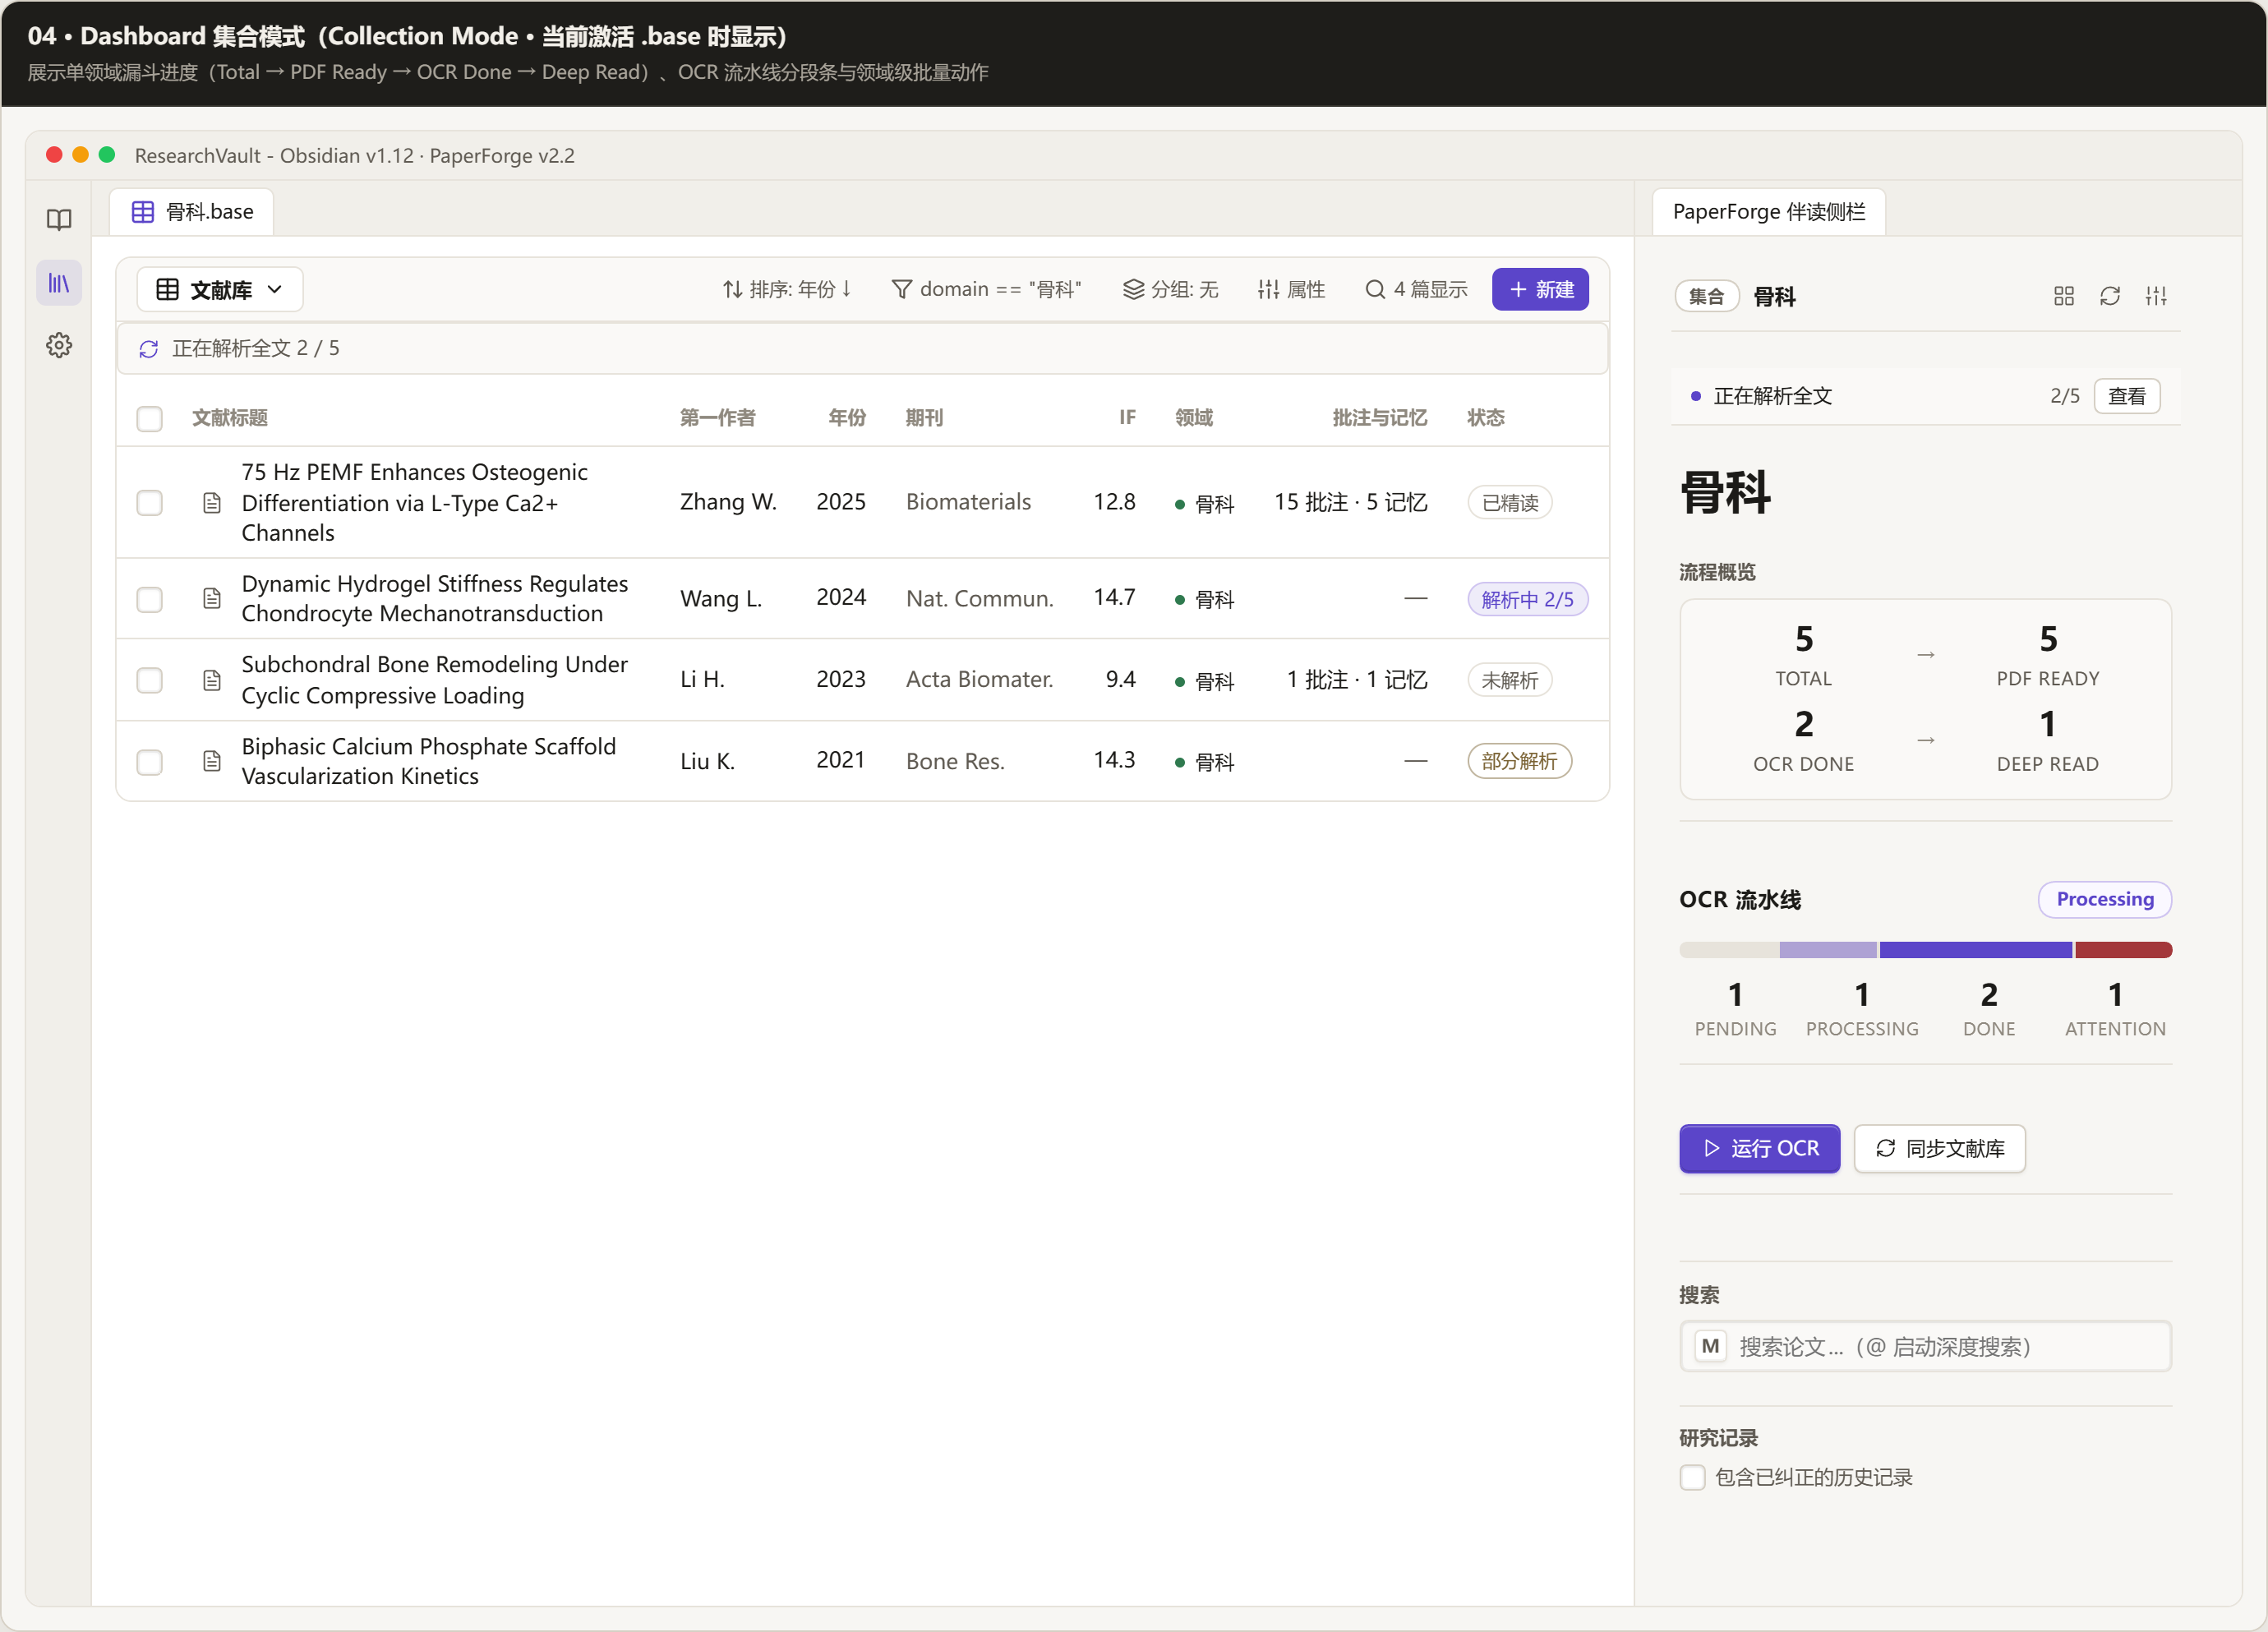 04 • Dashboard 集合模式（Collection Mode • 当前激活 .base 时显示）
展示单领域漏斗进度（Total → PDF Ready → OCR Done → Deep Read）、OCR 流水线分段条与领域级批量动作
ResearchVault - Obsidian v1.12 · PaperForge v2.2
骨科.base
PaperForge 伴读侧栏
文献库
排序: 年份 ↓
domain == "骨科"
分组: 无
属性
4 篇显示
+ 新建
正在解析全文 2 / 5
文献标题 第一作者 年份 期刊 IF 领域 批注与记忆 状态
75 Hz PEMF Enhances Osteogenic
Differentiation via L-Type Ca2+
Channels
Zhang W. 2025 Biomaterials 12.8 骨科 15 批注 · 5 记忆 已精读
Dynamic Hydrogel Stiffness Regulates
Chondrocyte Mechanotransduction
Wang L. 2024 Nat. Commun. 14.7 骨科 — 解析中 2/5
Subchondral Bone Remodeling Under
Cyclic Compressive Loading
Li H. 2023 Acta Biomater. 9.4 骨科 1 批注 · 1 记忆 未解析
Biphasic Calcium Phosphate Scaffold
Vascularization Kinetics
Liu K. 2021 Bone Res. 14.3 骨科 — 部分解析
集合 骨科
正在解析全文 2/5 查看
骨科
流程概览
5 → 5
TOTAL PDF READY
2 → 1
OCR DONE DEEP READ
OCR 流水线 Processing
1 1 2 1
PENDING PROCESSING DONE ATTENTION
运行 OCR 同步文献库
搜索
M 搜索论文...（@ 启动深度搜索）
研究记录
包含已纠正的历史记录